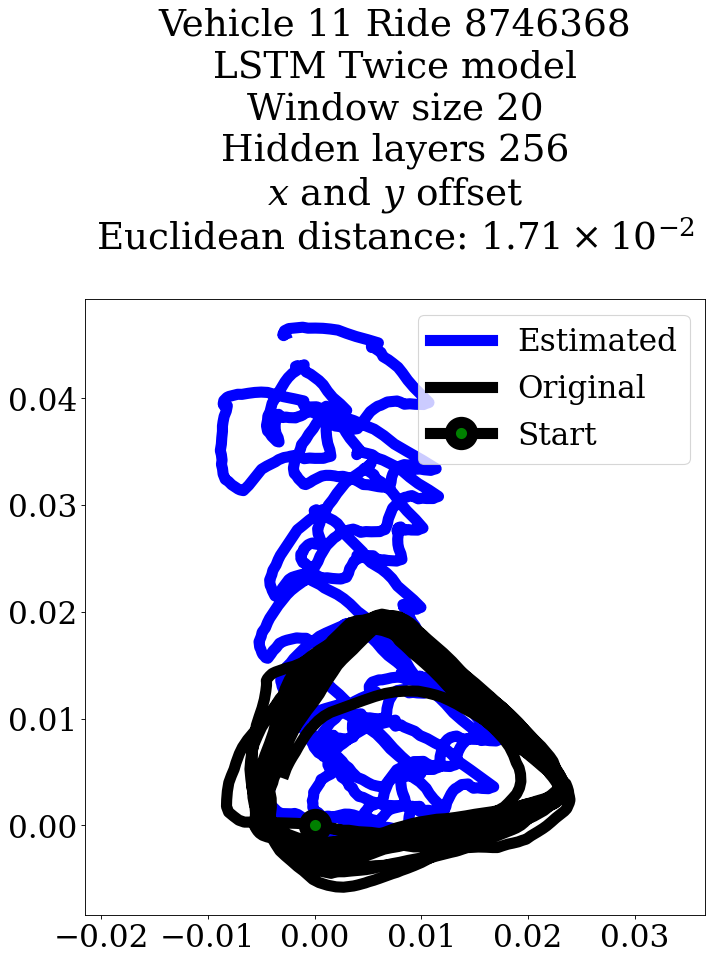 Vehicle 11 Ride 8746368
LSTM Twice model
Window size 20
Hidden layers 256
x and y offset
Euclidean distance: 1.71 × 10⁻²
Estimated
Original
Start
0.04
0.03
0.02
0.01
0.00
−0.02 −0.01 0.00 0.01 0.02 0.03